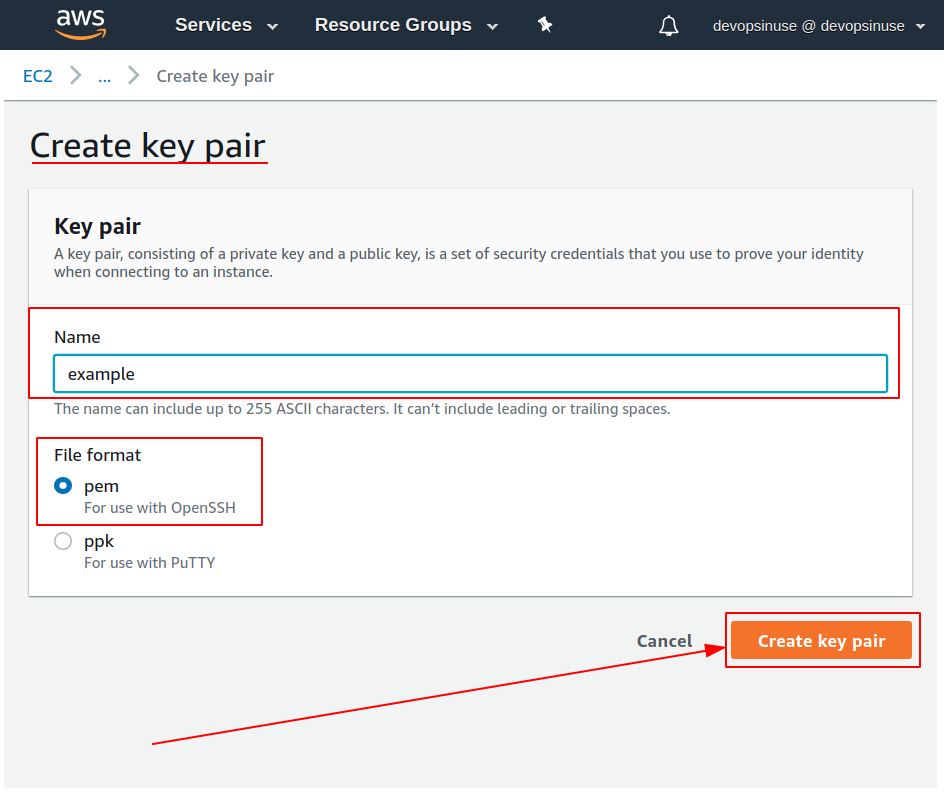 aws Services Resource Groups devopsinuse @ devopsinuse
EC2 ... Create key pair
Create key pair
Key pair
A key pair, consisting of a private key and a public key, is a set of security credentials that you use to prove your identity
when connecting to an instance.
Name
example
The name can include up to 255 ASCII characters. It can’t include leading or trailing spaces.
File format
pem
For use with OpenSSH
ppk
For use with PuTTY
Cancel Create key pair